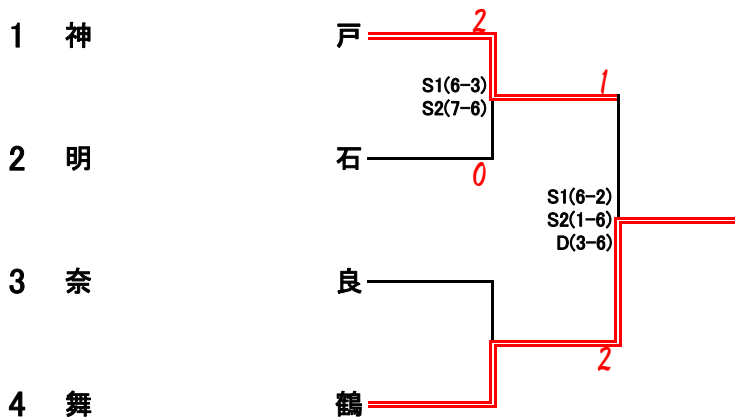 1 神 戸
2
S1(6-3)
S2(7-6)
1
2 明 石
0
S1(6-2)
S2(1-6)
D(3-6)
3 奈 良
2
4 舞 鶴